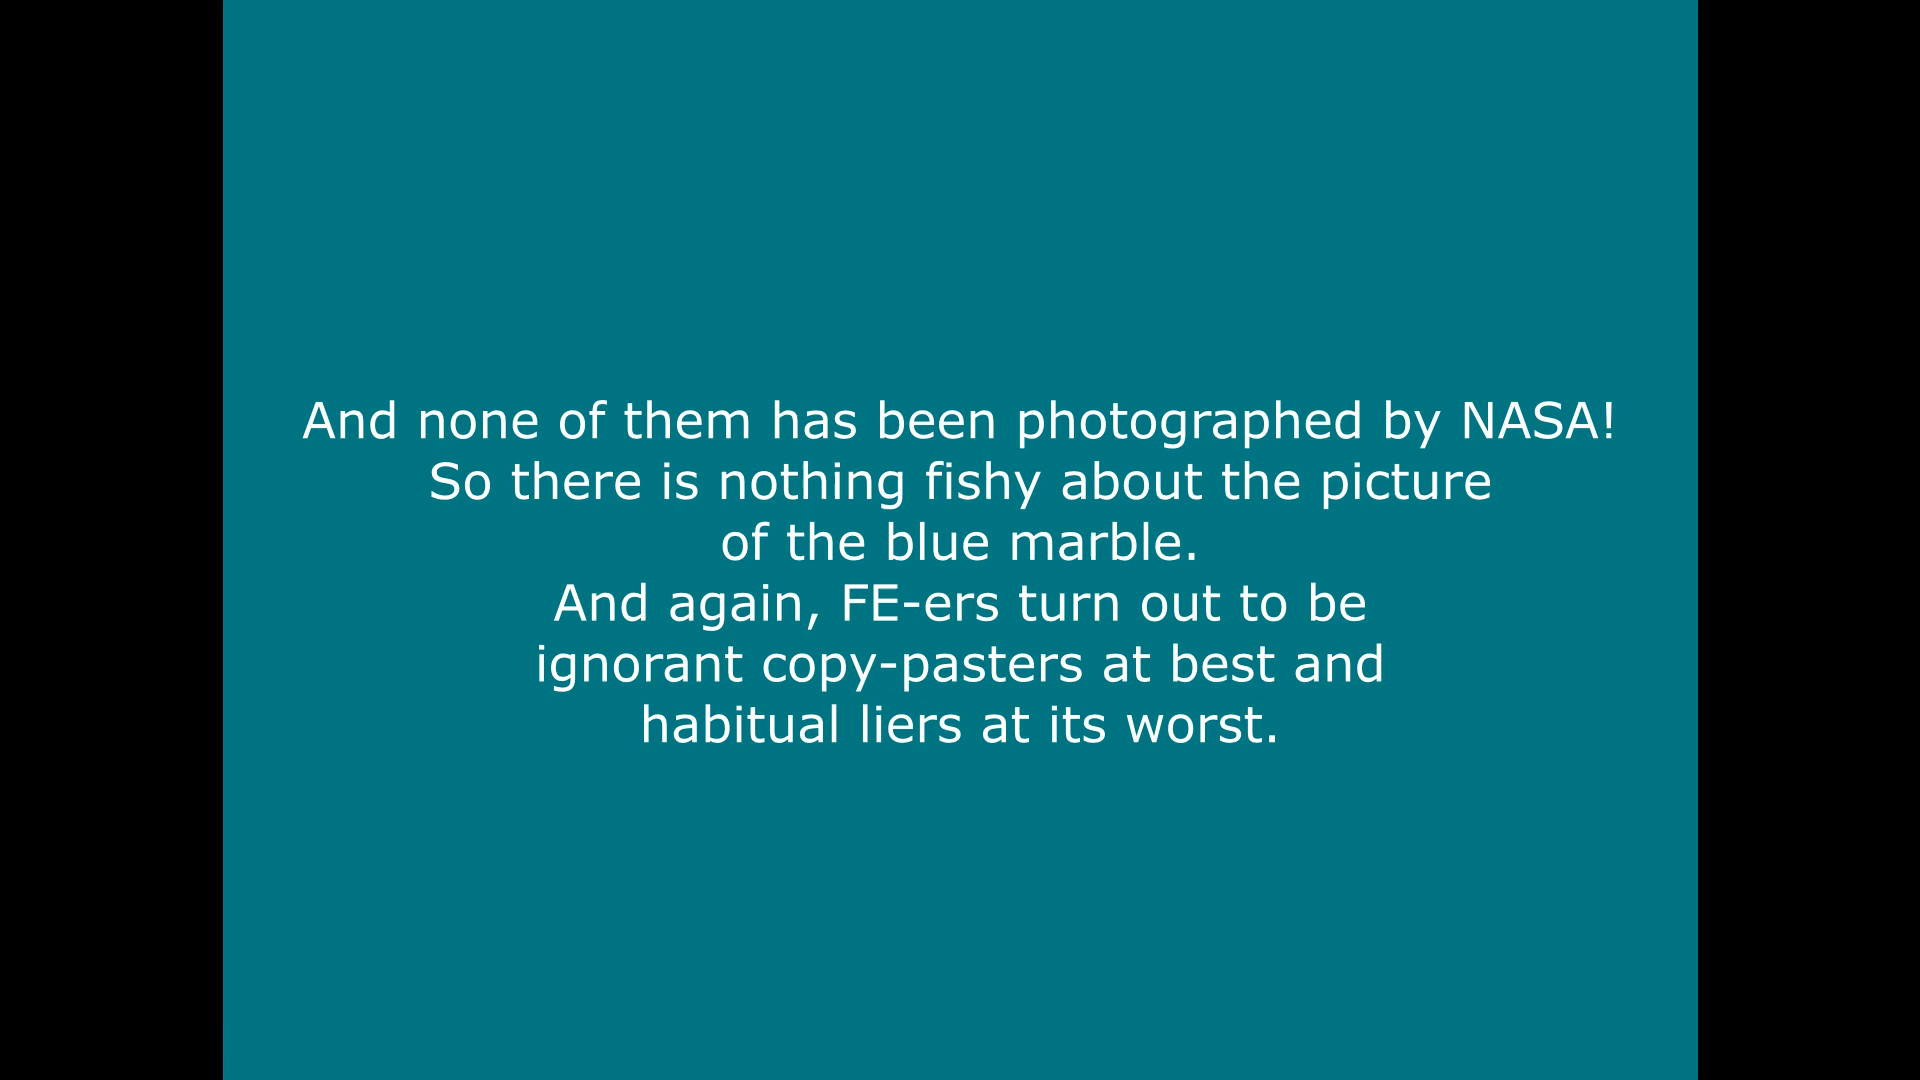 And none of them has been photographed by NASA!
So there is nothing fishy about the picture
of the blue marble.
And again, FE-ers turn out to be
ignorant copy-pasters at best and
habitual liers at its worst.